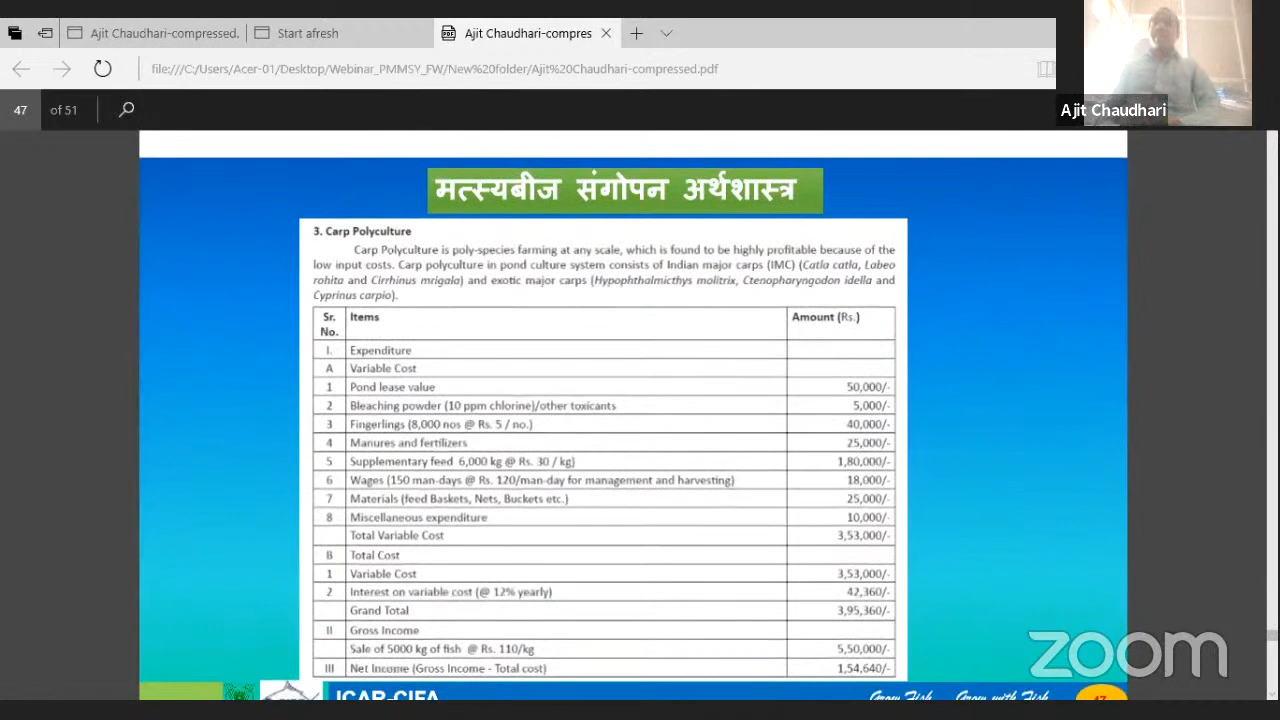 Ajit Chaudhari-compressed.
Start afresh
Ajit Chaudhari-compres
file:///C:/Users/Acer-01/Desktop/Webinar_PMMSY_FW/New%20folder/Ajit%20Chaudhari-compressed.pdf
47 of 51
Ajit Chaudhari
मत्स्यबीज संगोपन अर्थशास्त्र
3. Carp Polyculture
Carp Polyculture is poly-species farming at any scale, which is found to be highly profitable because of the
low input costs. Carp polyculture in pond culture system consists of Indian major carps (IMC) (Catla catla, Labeo
rohita and Cirrhinus mrigala) and exotic major carps (Hypophthalmicthys molitrix, Ctenopharyngodon idella and
Cyprinus carpio).
Sr. No. Items Amount (Rs.)
I. Expenditure
A Variable Cost
1 Pond lease value 50,000/-
2 Bleaching powder (10 ppm chlorine)/other toxicants 5,000/-
3 Fingerlings (8,000 nos @ Rs. 5 / no.) 40,000/-
4 Manures and fertilizers 25,000/-
5 Supplementary feed 6,000 kg @ Rs. 30 / kg) 1,80,000/-
6 Wages (150 man-days @ Rs. 120/man-day for management and harvesting) 18,000/-
7 Materials (feed Baskets, Nets, Buckets etc.) 25,000/-
8 Miscellaneous expenditure 10,000/-
Total Variable Cost 3,53,000/-
B Total Cost
1 Variable Cost 3,53,000/-
2 Interest on variable cost (@ 12% yearly) 42,360/-
Grand Total 3,95,360/-
II Gross Income
Sale of 5000 kg of fish @ Rs. 110/kg 5,50,000/-
III Net Income (Gross Income - Total cost) 1,54,640/-
zoom
ICAR-CIFA
Grow Fish Grow with Fish
47